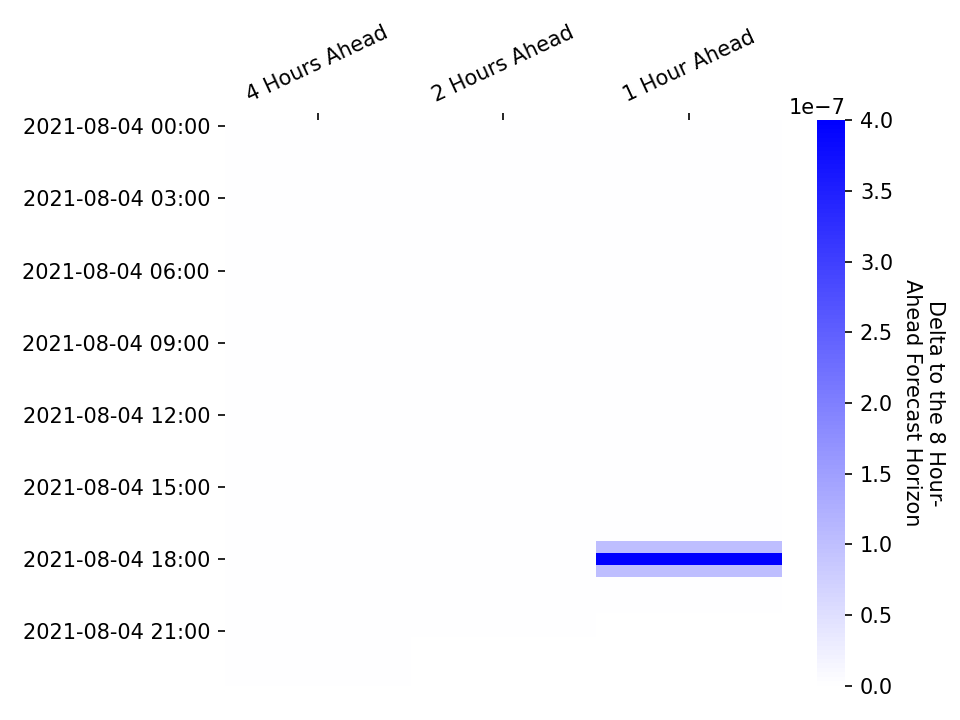 4 Hours Ahead
2 Hours Ahead
1 Hour Ahead
1e−7
2021-08-04 00:00
2021-08-04 03:00
2021-08-04 06:00
2021-08-04 09:00
2021-08-04 12:00
2021-08-04 15:00
2021-08-04 18:00
2021-08-04 21:00
4.0
3.5
3.0
2.5
2.0
1.5
1.0
0.5
0.0
Delta to the 8 Hour-
Ahead Forecast Horizon